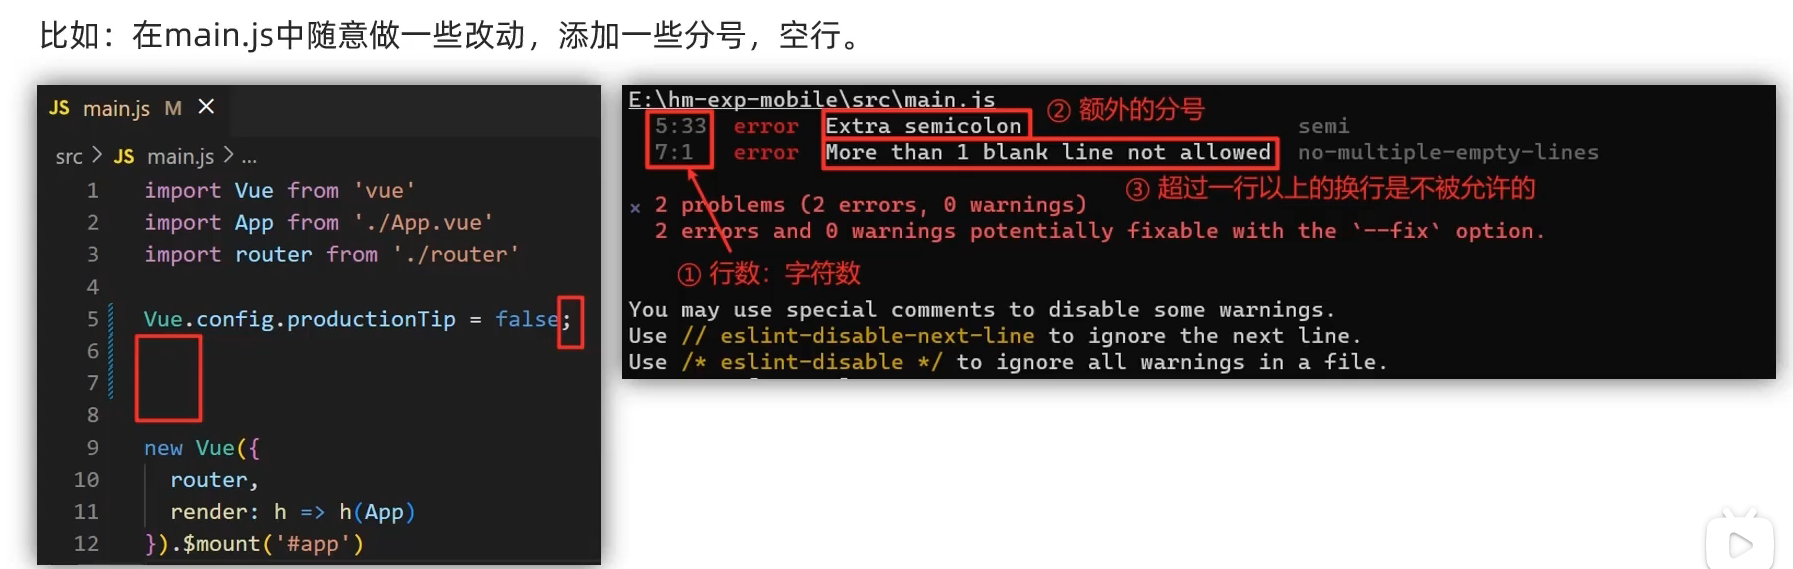 比如：在main.js中随意做一些改动，添加一些分号，空行。
JS main.js M ×
src > JS main.js > ...
1 import Vue from 'vue'
2 import App from './App.vue'
3 import router from './router'
4
5 Vue.config.productionTip = false;
6
7
8
9 new Vue({
10 router,
11 render: h => h(App)
12 }).$mount('#app')
E:\hm-exp-mobile\src\main.js
② 额外的分号
5:33 error Extra semicolon semi
7:1 error More than 1 blank line not allowed no-multiple-empty-lines
③ 超过一行以上的换行是不被允许的
× 2 problems (2 errors, 0 warnings)
2 errors and 0 warnings potentially fixable with the `--fix` option.
① 行数：字符数
You may use special comments to disable some warnings.
Use // eslint-disable-next-line to ignore the next line.
Use /* eslint-disable */ to ignore all warnings in a file.